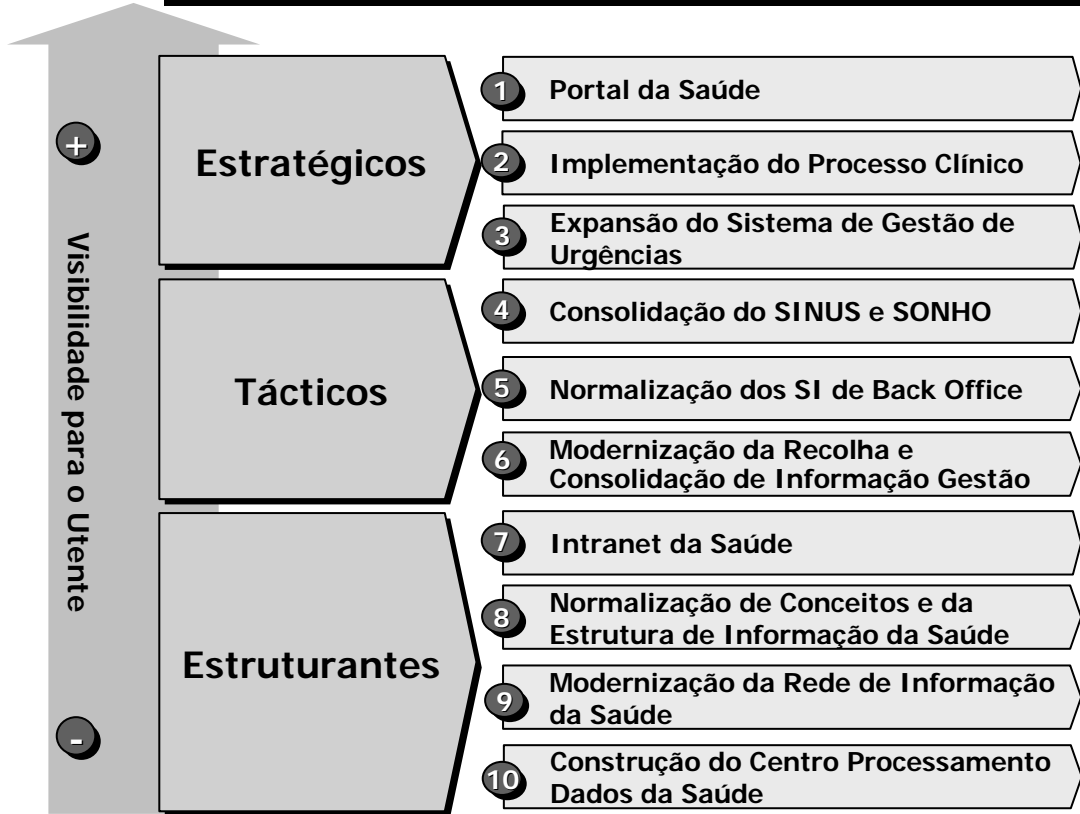 +
Visibilidade para o Utente
-
Estratégicos
1 Portal da Saúde
2 Implementação do Processo Clínico
3 Expansão do Sistema de Gestão de
Urgências
Tácticos
4 Consolidação do SINUS e SONHO
5 Normalização dos SI de Back Office
6 Modernização da Recolha e
Consolidação de Informação Gestão
Estruturantes
7 Intranet da Saúde
8 Normalização de Conceitos e da
Estrutura de Informação da Saúde
9 Modernização da Rede de Informação
da Saúde
10 Construção do Centro Processamento
Dados da Saúde